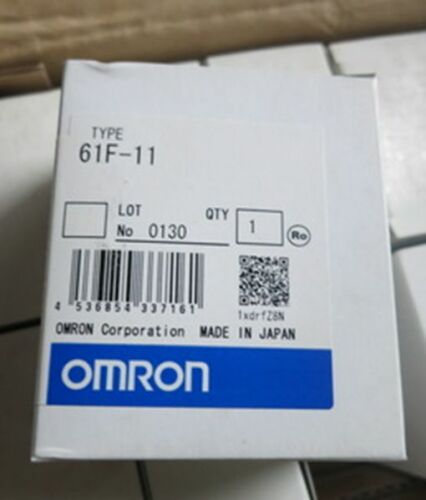 TYPE
61F-11
LOT QTY
No 0130 1 Ro
4 536854 337161
1xdrfZ8N
OMRON Corporation MADE IN JAPAN
OMRON